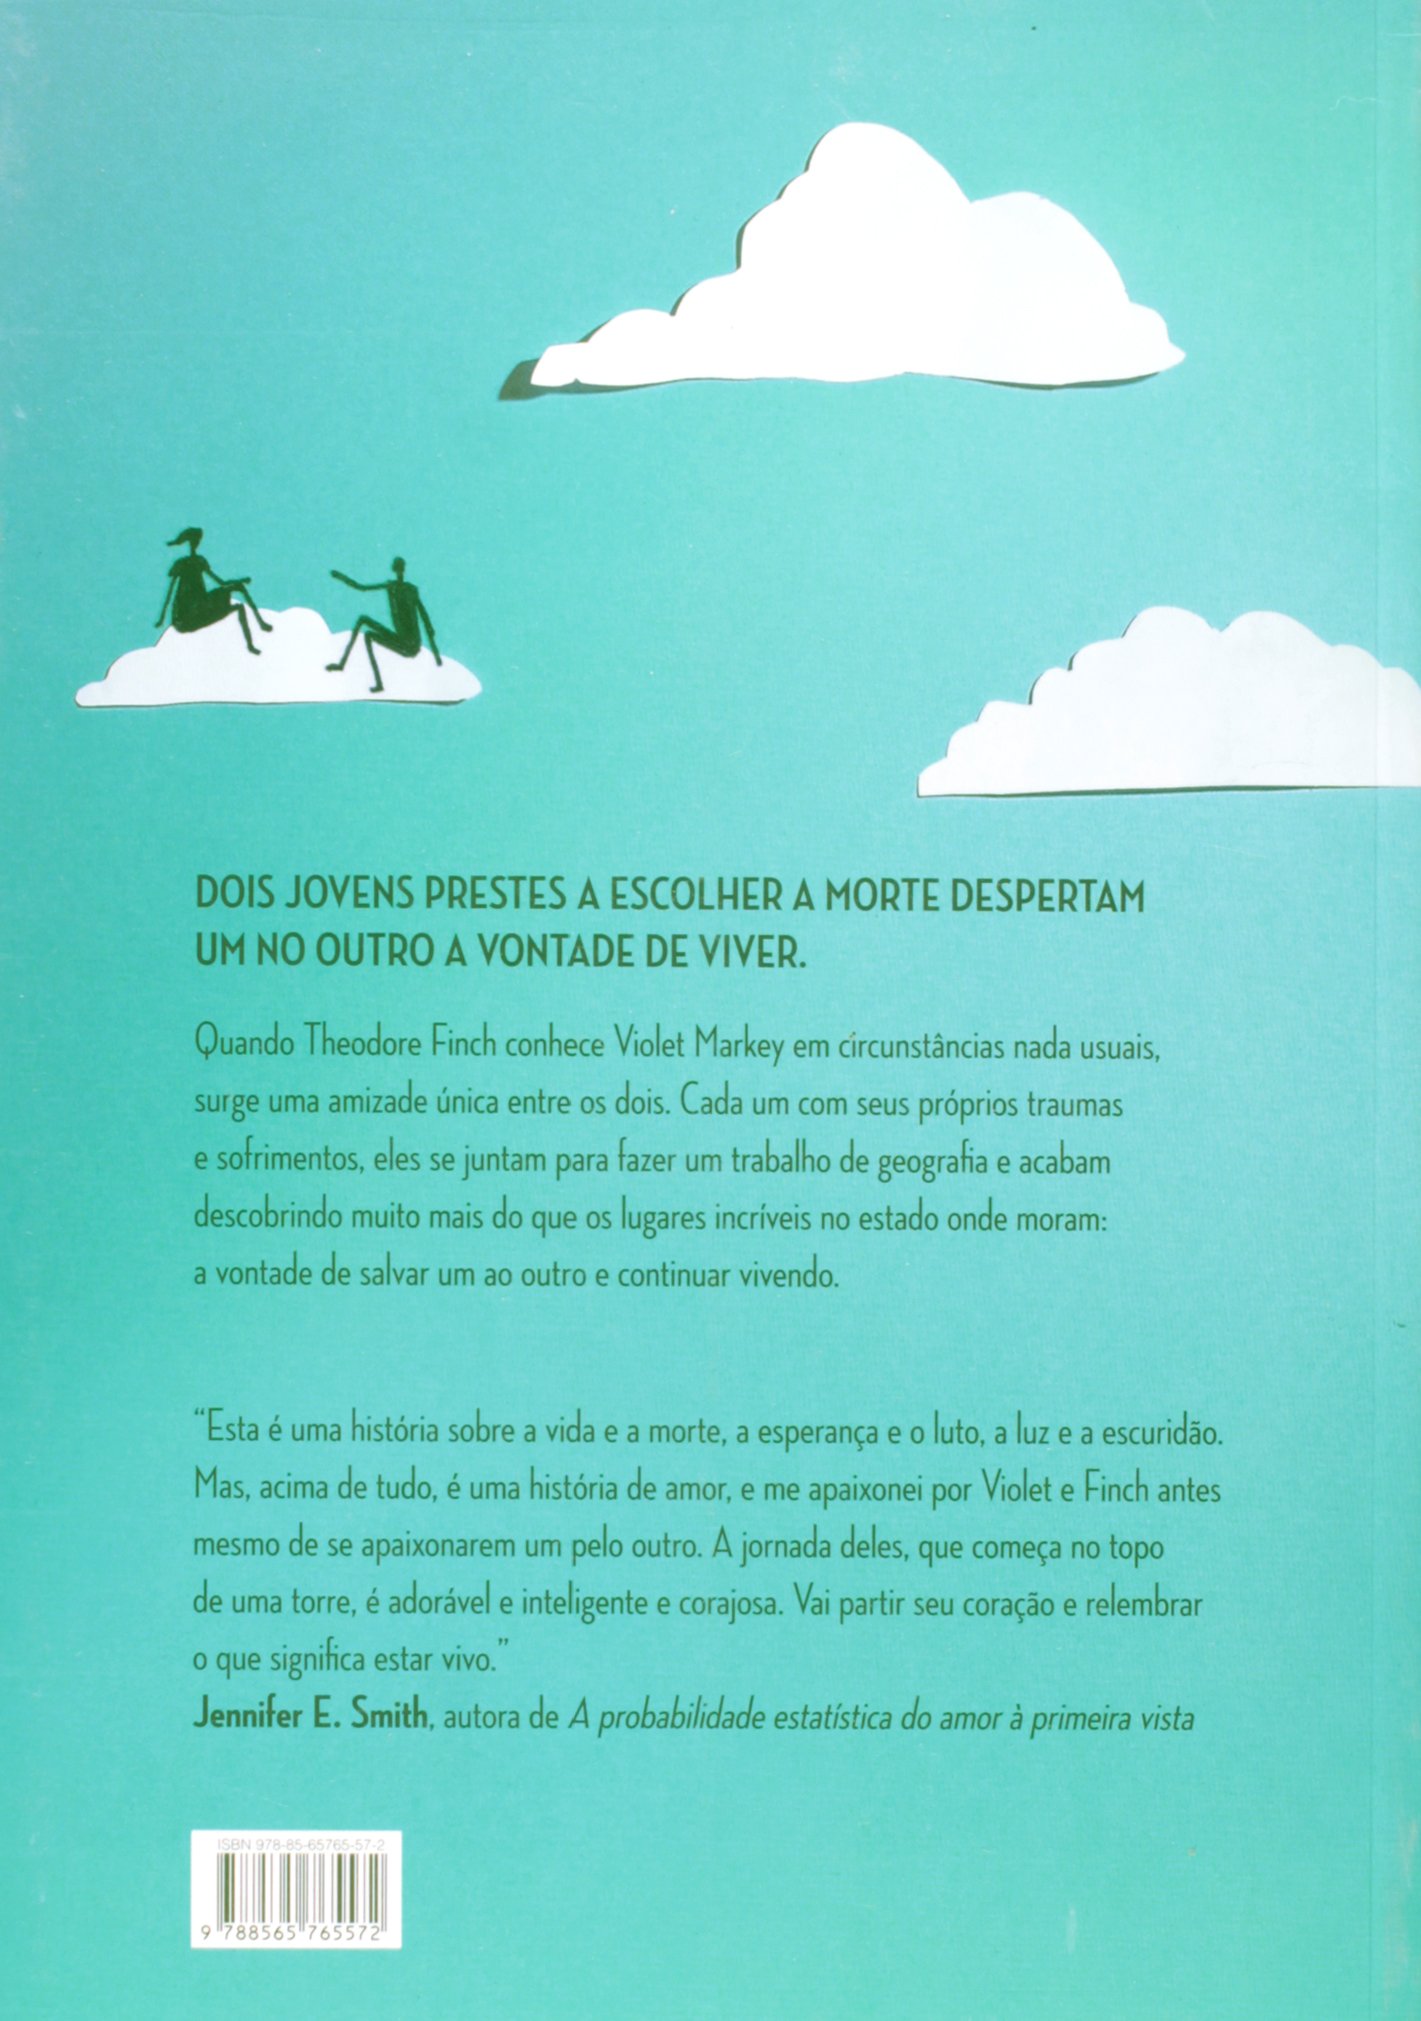 DOIS JOVENS PRESTES A ESCOLHER A MORTE DESPERTAM
UM NO OUTRO A VONTADE DE VIVER.
Quando Theodore Finch conhece Violet Markey em circunstâncias nada usuais,
surge uma amizade única entre os dois. Cada um com seus próprios traumas
e sofrimentos, eles se juntam para fazer um trabalho de geografia e acabam
descobrindo muito mais do que os lugares incríveis no estado onde moram:
a vontade de salvar um ao outro e continuar vivendo.
“Esta é uma história sobre a vida e a morte, a esperança e o luto, a luz e a escuridão.
Mas, acima de tudo, é uma história de amor, e me apaixonei por Violet e Finch antes
mesmo de se apaixonarem um pelo outro. A jornada deles, que começa no topo
de uma torre, é adorável e inteligente e corajosa. Vai partir seu coração e relembrar
o que significa estar vivo.”
Jennifer E. Smith, autora de A probabilidade estatística do amor à primeira vista
ISBN 978-85-65765-57-2
9 788565 765572